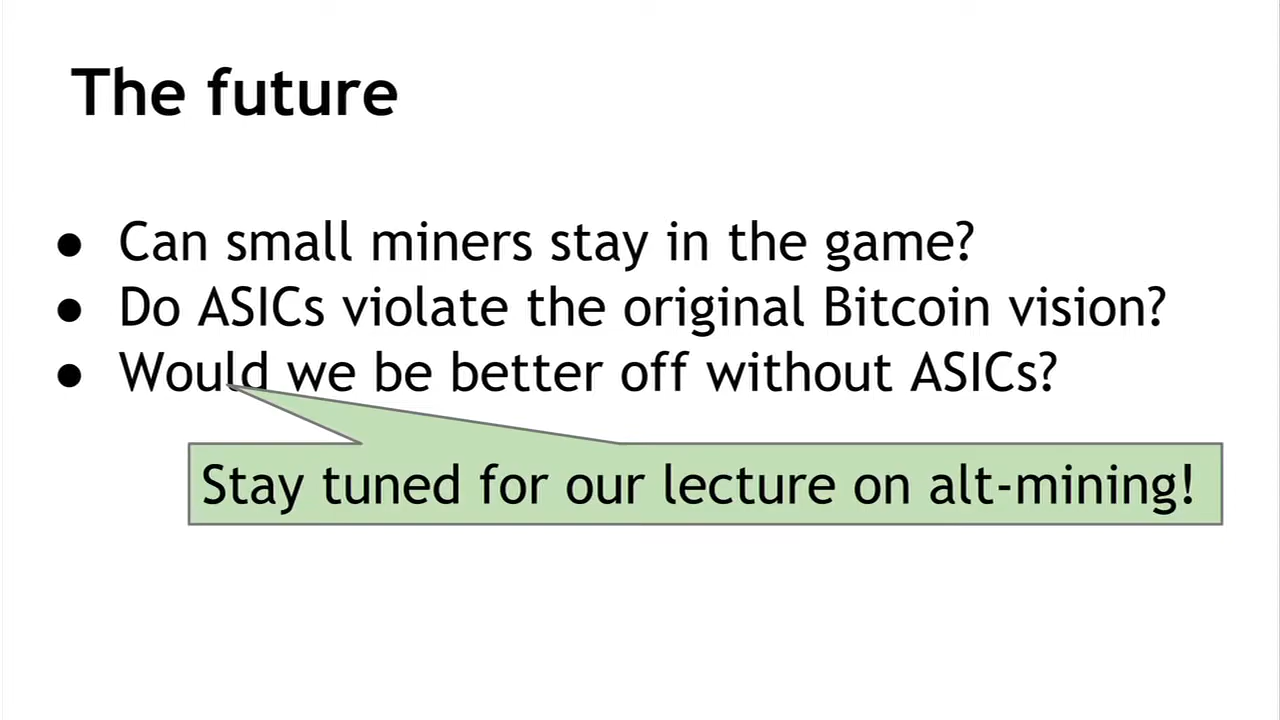 The future
● Can small miners stay in the game?
● Do ASICs violate the original Bitcoin vision?
● Would we be better off without ASICs?
Stay tuned for our lecture on alt-mining!